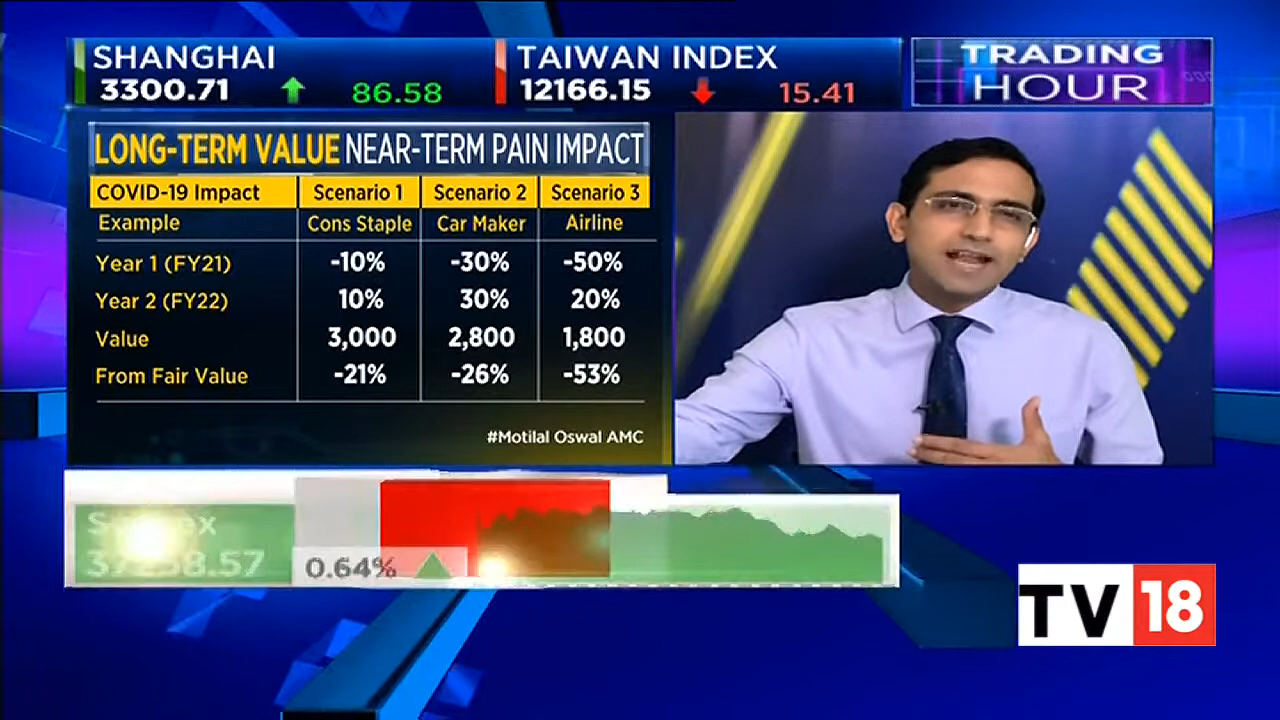 SHANGHAI
3300.71 86.58
TAIWAN INDEX
12166.15 15.41
TRADING
HOUR
LONG-TERM VALUE NEAR-TERM PAIN IMPACT
COVID-19 Impact Scenario 1 Scenario 2 Scenario 3
Example Cons Staple Car Maker Airline
Year 1 (FY21) -10% -30% -50%
Year 2 (FY22) 10% 30% 20%
Value 3,000 2,800 1,800
From Fair Value -21% -26% -53%
#Motilal Oswal AMC
0.64%
TV18